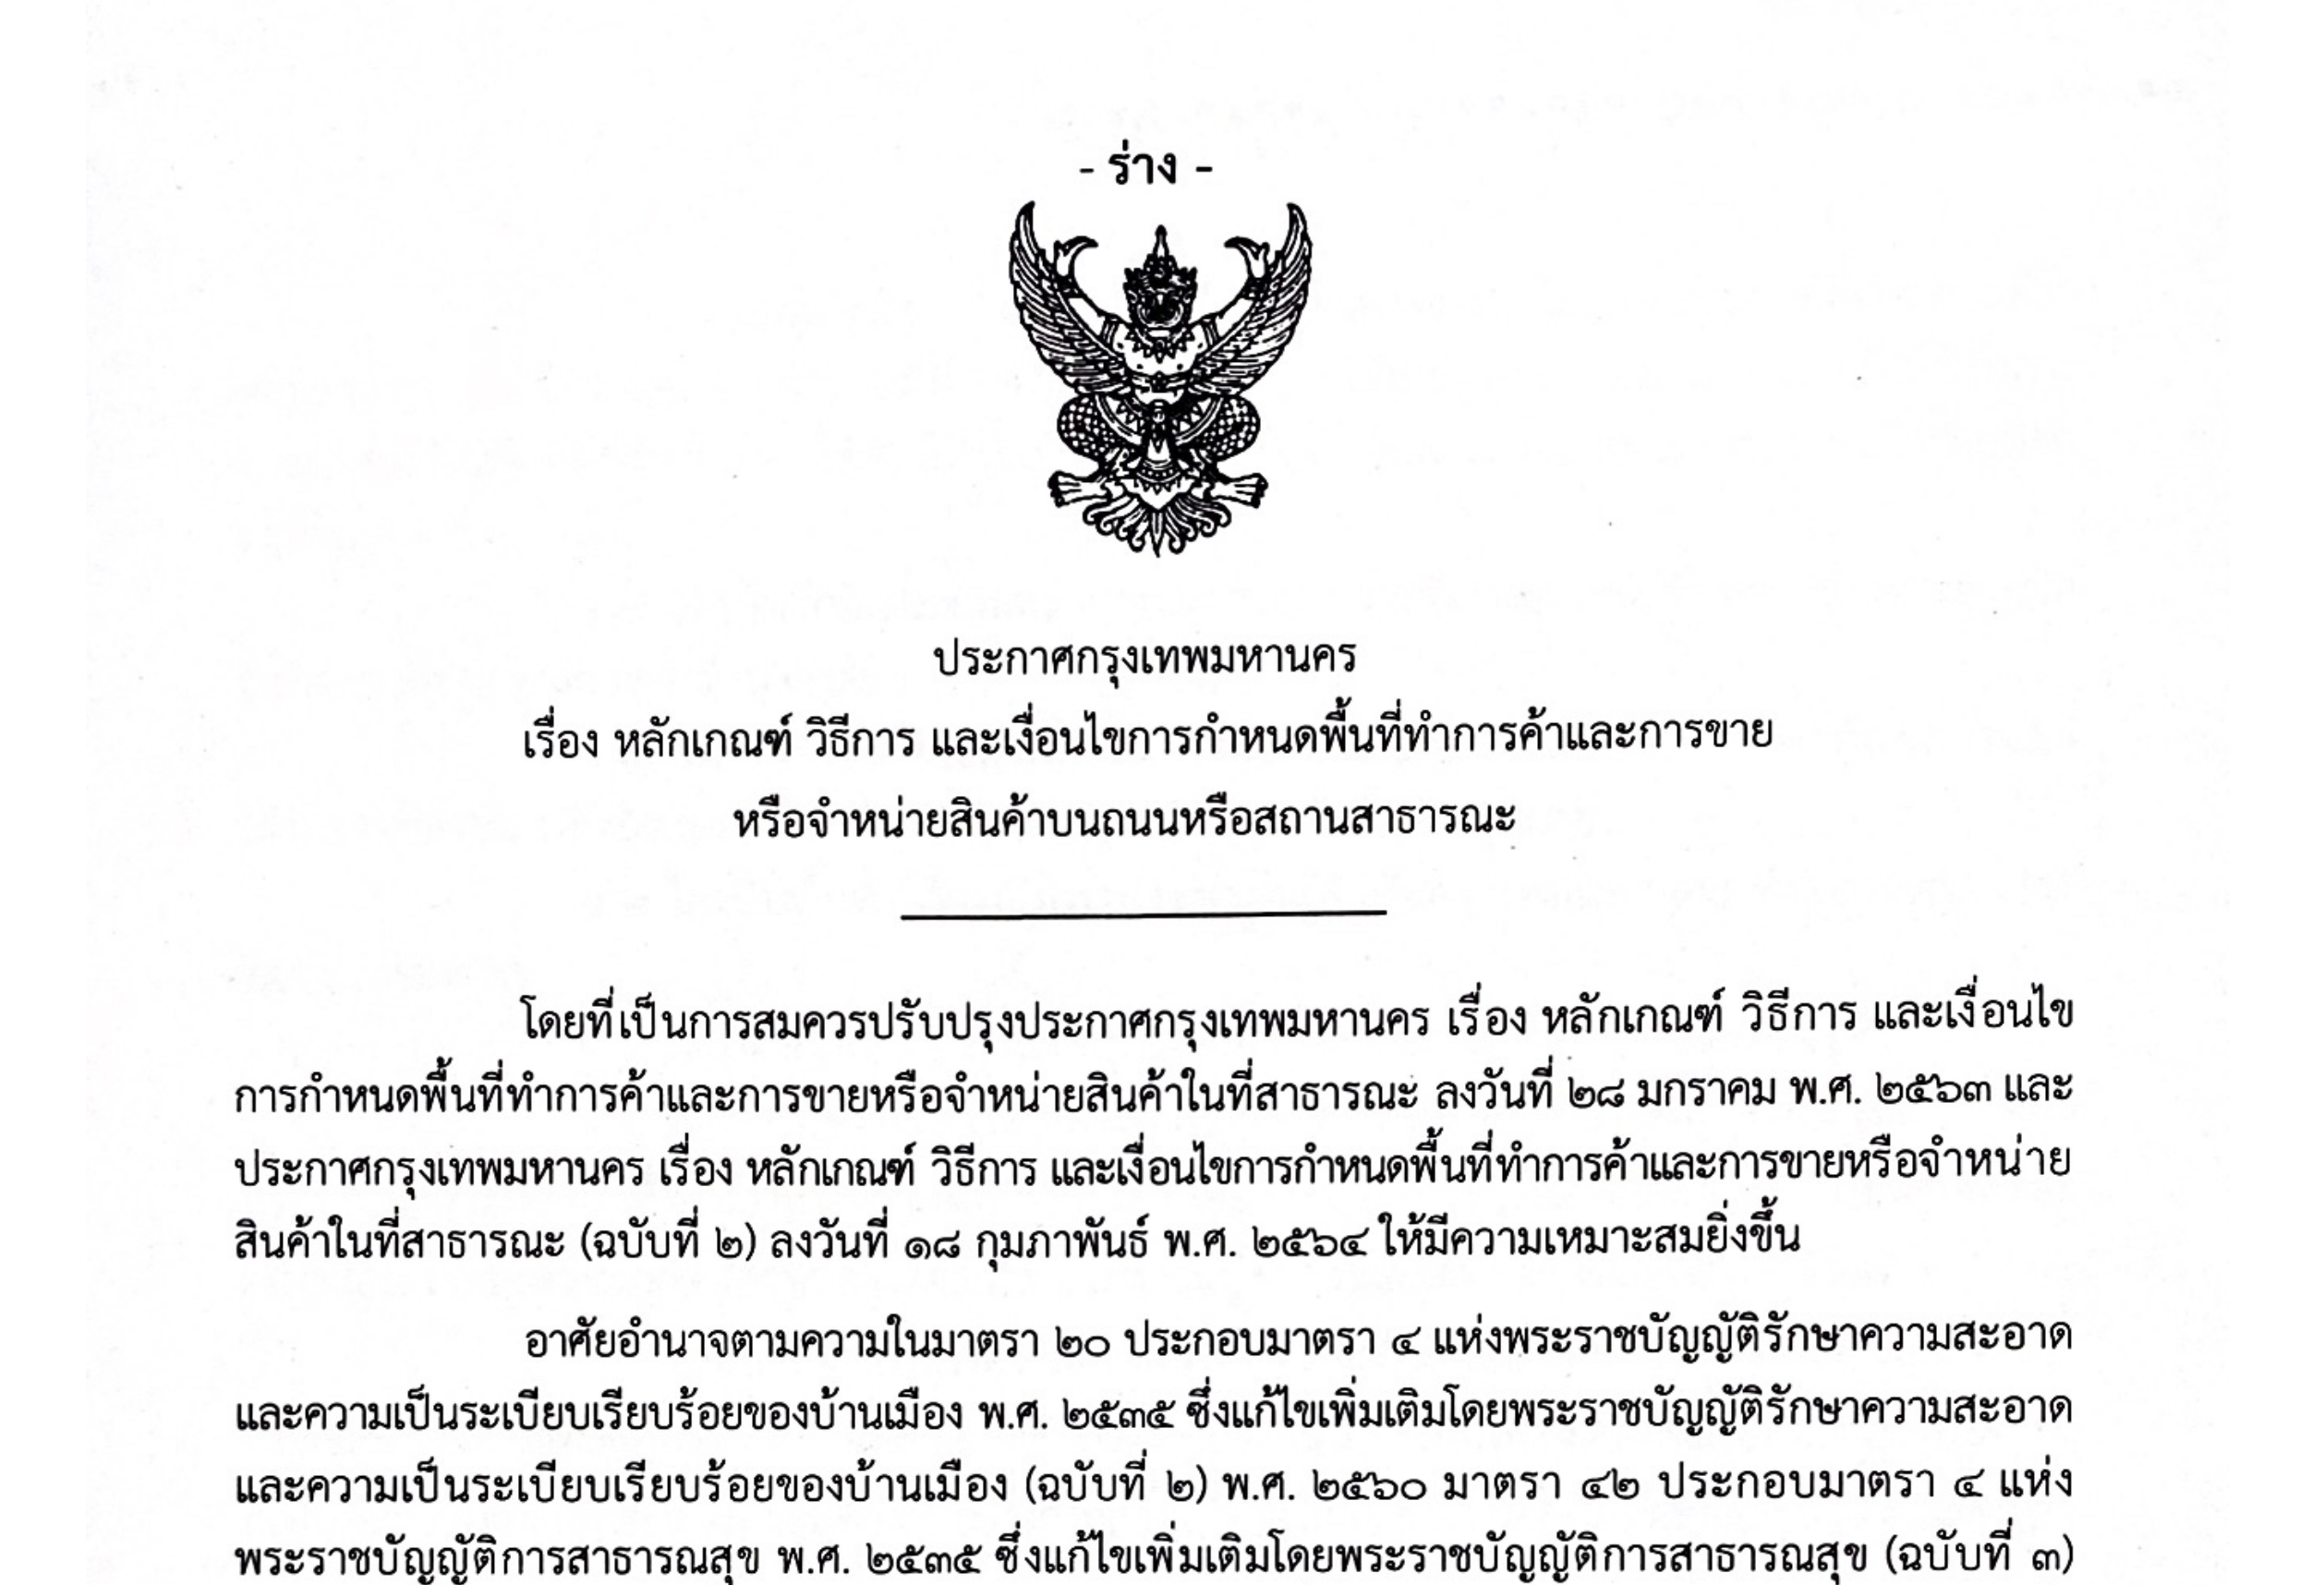 - ร่าง -
ประกาศกรุงเทพมหานคร
เรื่อง หลักเกณฑ์ วิธีการ และเงื่อนไขการกำหนดพื้นที่ทำการค้าและการขาย
หรือจำหน่ายสินค้าบนถนนหรือสถานสาธารณะ
โดยที่เป็นการสมควรปรับปรุงประกาศกรุงเทพมหานคร เรื่อง หลักเกณฑ์ วิธีการ และเงื่อนไข
การกำหนดพื้นที่ทำการค้าและการขายหรือจำหน่ายสินค้าในที่สาธารณะ ลงวันที่ ๒๘ มกราคม พ.ศ. ๒๕๖๓ และ
ประกาศกรุงเทพมหานคร เรื่อง หลักเกณฑ์ วิธีการ และเงื่อนไขการกำหนดพื้นที่ทำการค้าและการขายหรือจำหน่าย
สินค้าในที่สาธารณะ (ฉบับที่ ๒) ลงวันที่ ๑๘ กุมภาพันธ์ พ.ศ. ๒๕๖๔ ให้มีความเหมาะสมยิ่งขึ้น
อาศัยอำนาจตามความในมาตรา ๒๐ ประกอบมาตรา ๔ แห่งพระราชบัญญัติรักษาความสะอาด
และความเป็นระเบียบเรียบร้อยของบ้านเมือง พ.ศ. ๒๕๓๕ ซึ่งแก้ไขเพิ่มเติมโดยพระราชบัญญัติรักษาความสะอาด
และความเป็นระเบียบเรียบร้อยของบ้านเมือง (ฉบับที่ ๒) พ.ศ. ๒๕๖๐ มาตรา ๔๒ ประกอบมาตรา ๔ แห่ง
พระราชบัญญัติการสาธารณสุข พ.ศ. ๒๕๓๕ ซึ่งแก้ไขเพิ่มเติมโดยพระราชบัญญัติการสาธารณสุข (ฉบับที่ ๓)